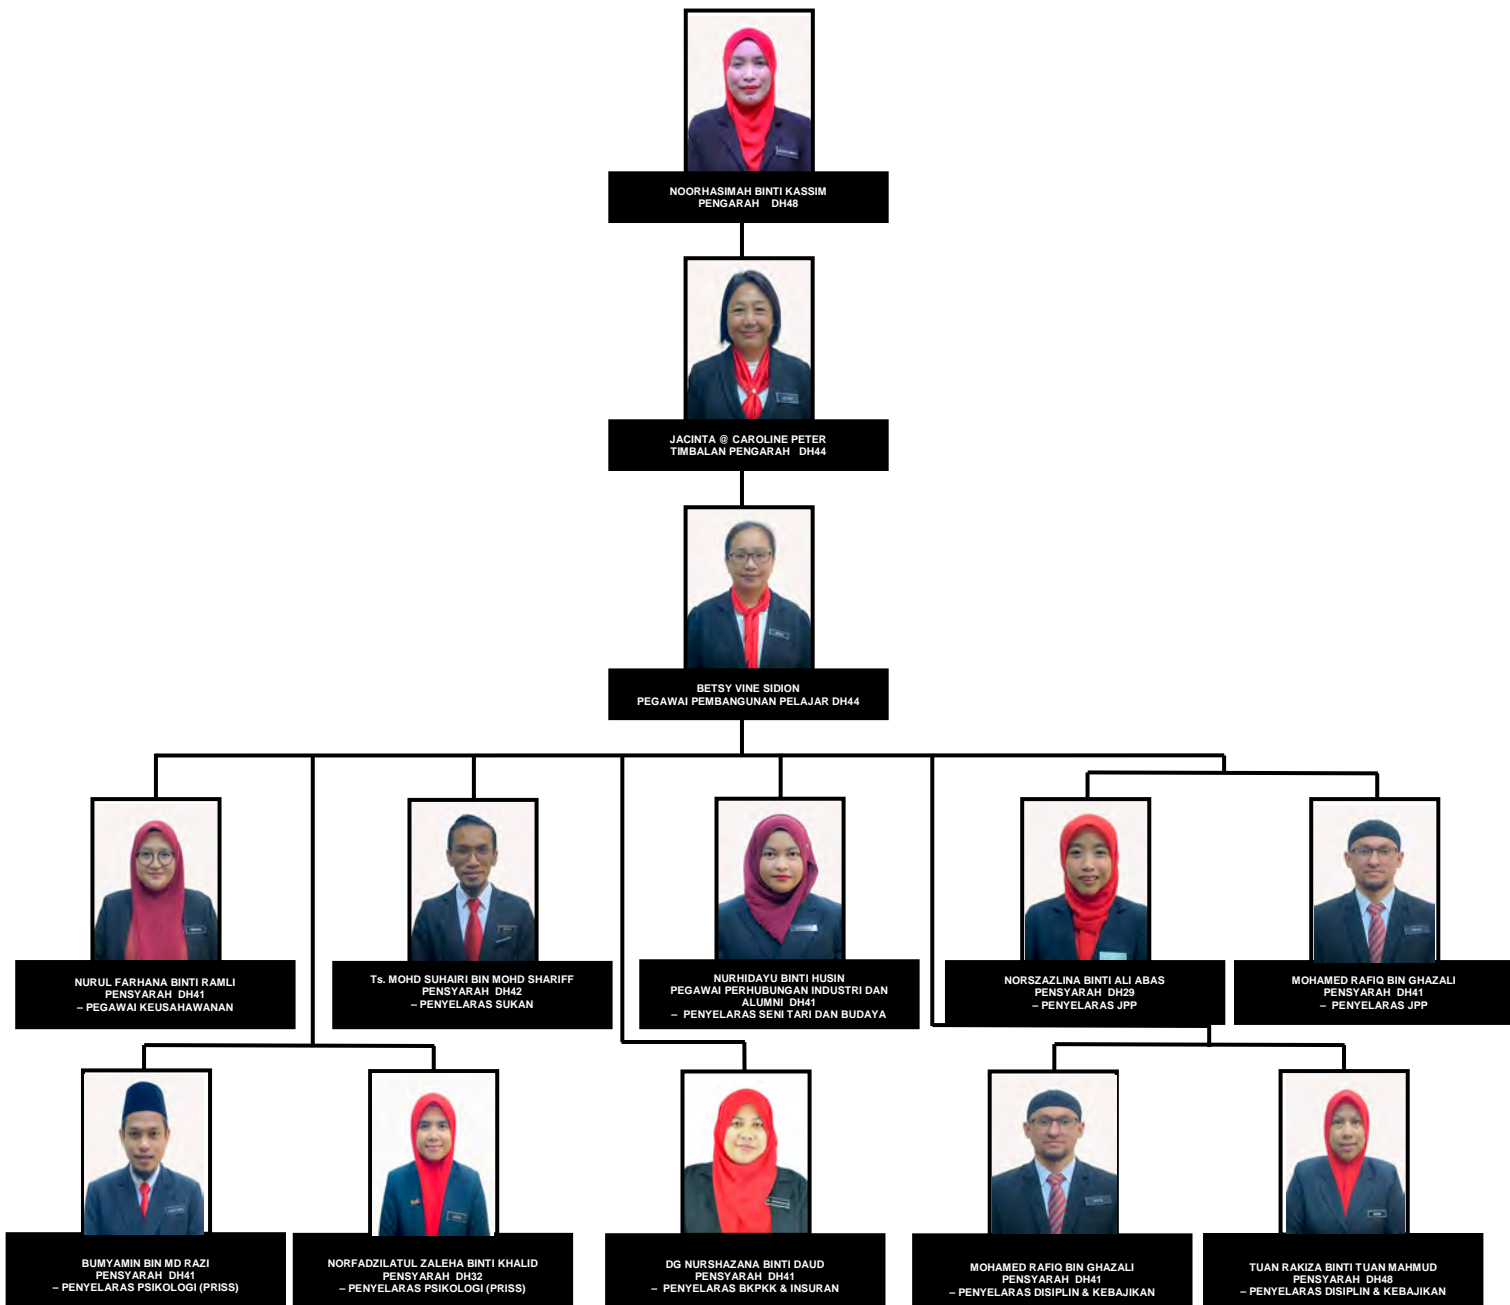 NOORHASIMAH BINTI KASSIM
PENGARAH DH48
JACINTA @ CAROLINE PETER
TIMBALAN PENGARAH DH44
BETSY VINE SIDION
PEGAWAI PEMBANGUNAN PELAJAR DH44
NURUL FARHANA BINTI RAMLI
PENSYARAH DH41
– PEGAWAI KEUSAHAWANAN
Ts. MOHD SUHAIRI BIN MOHD SHARIFF
PENSYARAH DH42
– PENYELARAS SUKAN
NURHIDAYU BINTI HUSIN
PEGAWAI PERHUBUNGAN INDUSTRI DAN
ALUMNI DH41
– PENYELARAS SENI TARI DAN BUDAYA
NORSZAZLINA BINTI ALI ABAS
PENSYARAH DH29
– PENYELARAS JPP
MOHAMED RAFIQ BIN GHAZALI
PENSYARAH DH41
– PENYELARAS JPP
BUMYAMIN BIN MD RAZI
PENSYARAH DH41
– PENYELARAS PSIKOLOGI (PRISS)
NORFADZILATUL ZALEHA BINTI KHALID
PENSYARAH DH32
– PENYELARAS PSIKOLOGI (PRISS)
DG NURSHAZANA BINTI DAUD
PENSYARAH DH41
– PENYELARAS BKPKK & INSURAN
MOHAMED RAFIQ BIN GHAZALI
PENSYARAH DH41
– PENYELARAS DISIPLIN & KEBAJIKAN
TUAN RAKIZA BINTI TUAN MAHMUD
PENSYARAH DH48
– PENYELARAS DISIPLIN & KEBAJIKAN